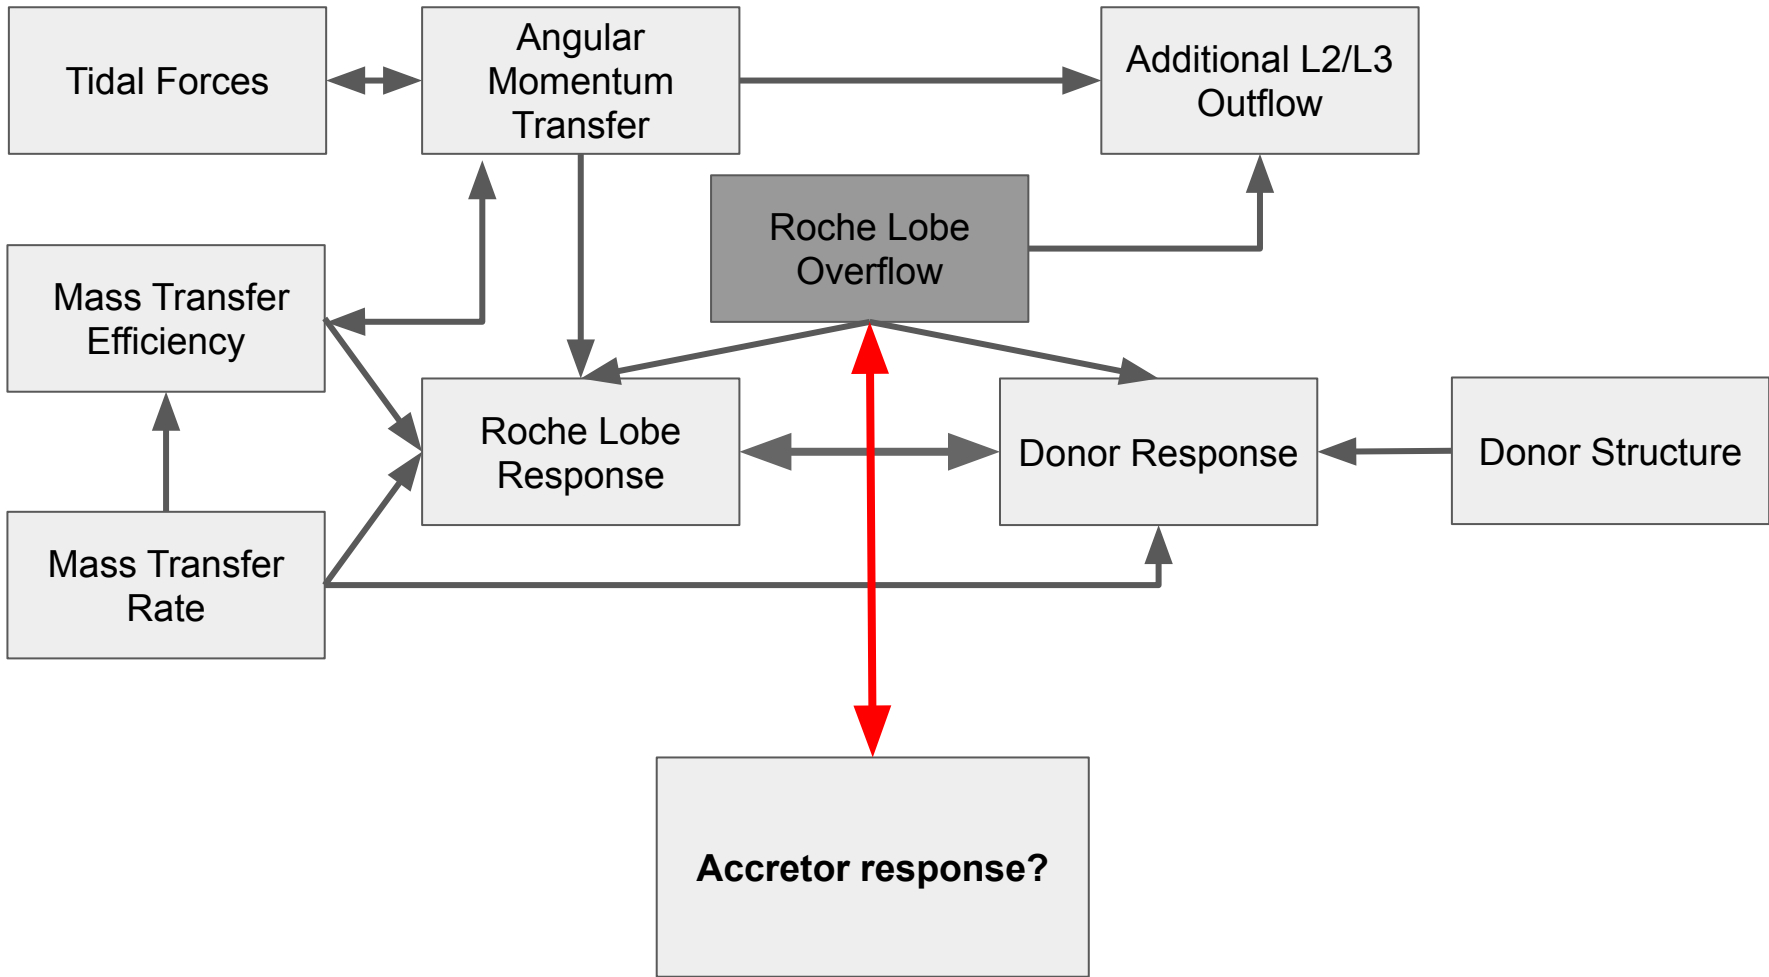 Tidal Forces
Angular
Momentum
Transfer
Additional L2/L3
Outflow
Roche Lobe
Overflow
Mass Transfer
Efficiency
Roche Lobe
Response
Donor Response
Donor Structure
Mass Transfer
Rate
Accretor response?